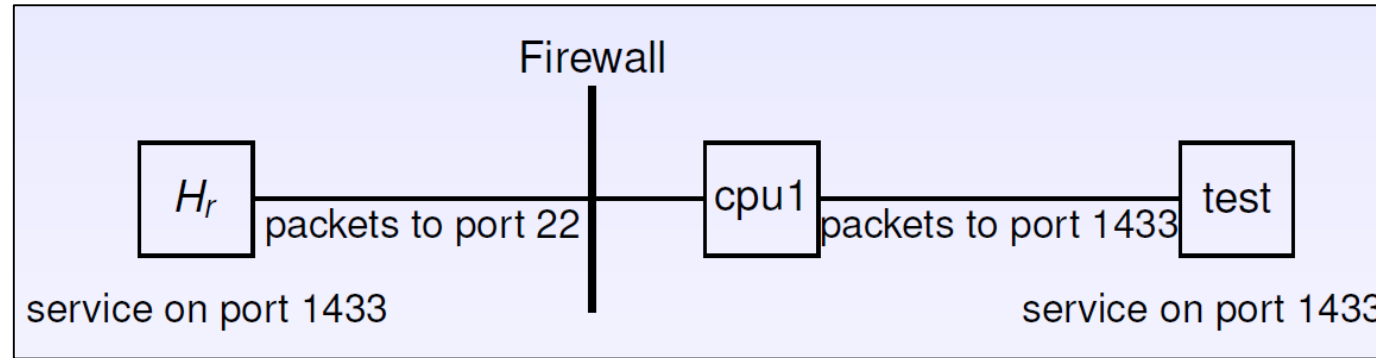 Firewall
Hr
cpu1
test
packets to port 22
packets to port 1433
service on port 1433
service on port 1433